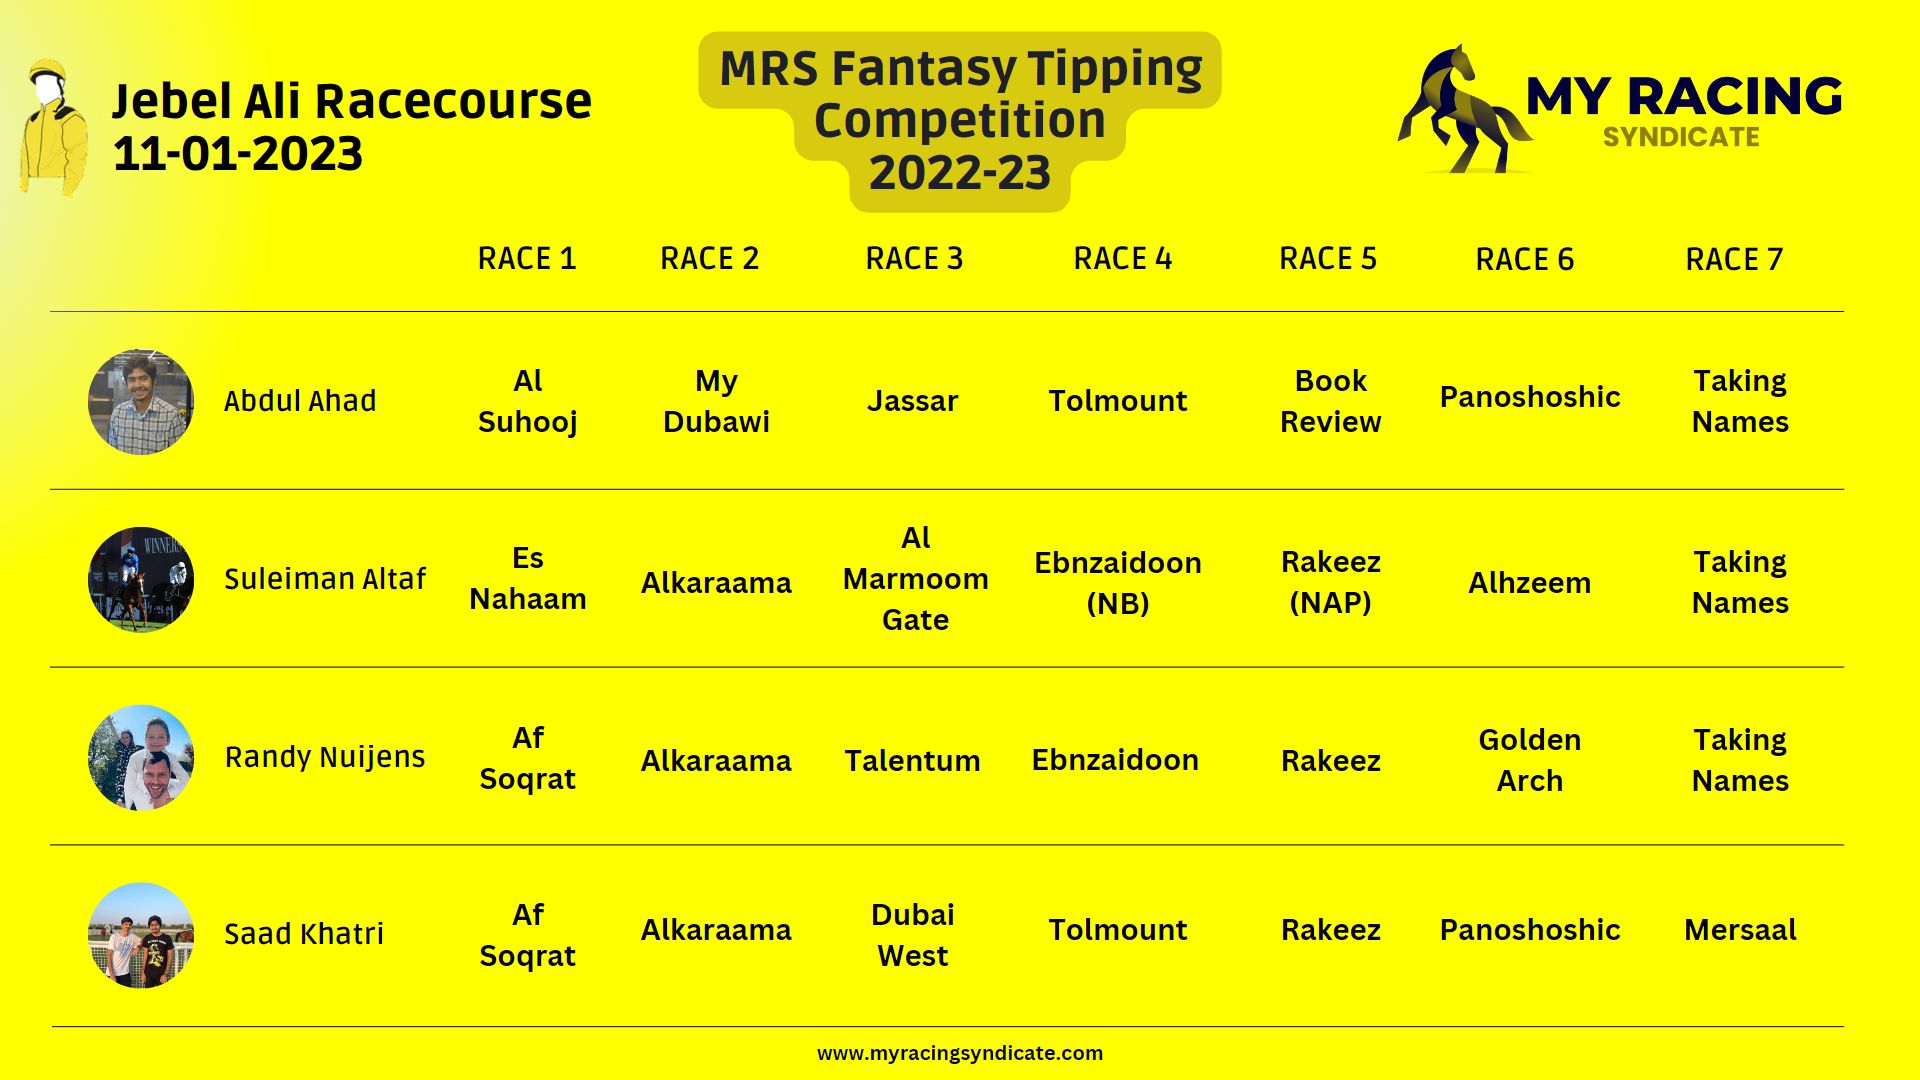 Jebel Ali Racecourse
11-01-2023
MRS Fantasy Tipping
Competition
2022-23
MY RACING
SYNDICATE
RACE 1 RACE 2 RACE 3 RACE 4 RACE 5 RACE 6 RACE 7
Abdul Ahad
Al
Suhooj
My
Dubawi
Jassar
Tolmount
Book
Review
Panoshoshic
Taking
Names
WINNERS
Suleiman Altaf
Es
Nahaam
Alkaraama
Al
Marmoom
Gate
Ebnzaidoon
(NB)
Rakeez
(NAP)
Alhzeem
Taking
Names
Randy Nuijens
Af
Soqrat
Alkaraama
Talentum
Ebnzaidoon
Rakeez
Golden
Arch
Taking
Names
Saad Khatri
Af
Soqrat
Alkaraama
Dubai
West
Tolmount
Rakeez
Panoshoshic
Mersaal
www.myracingsyndicate.com